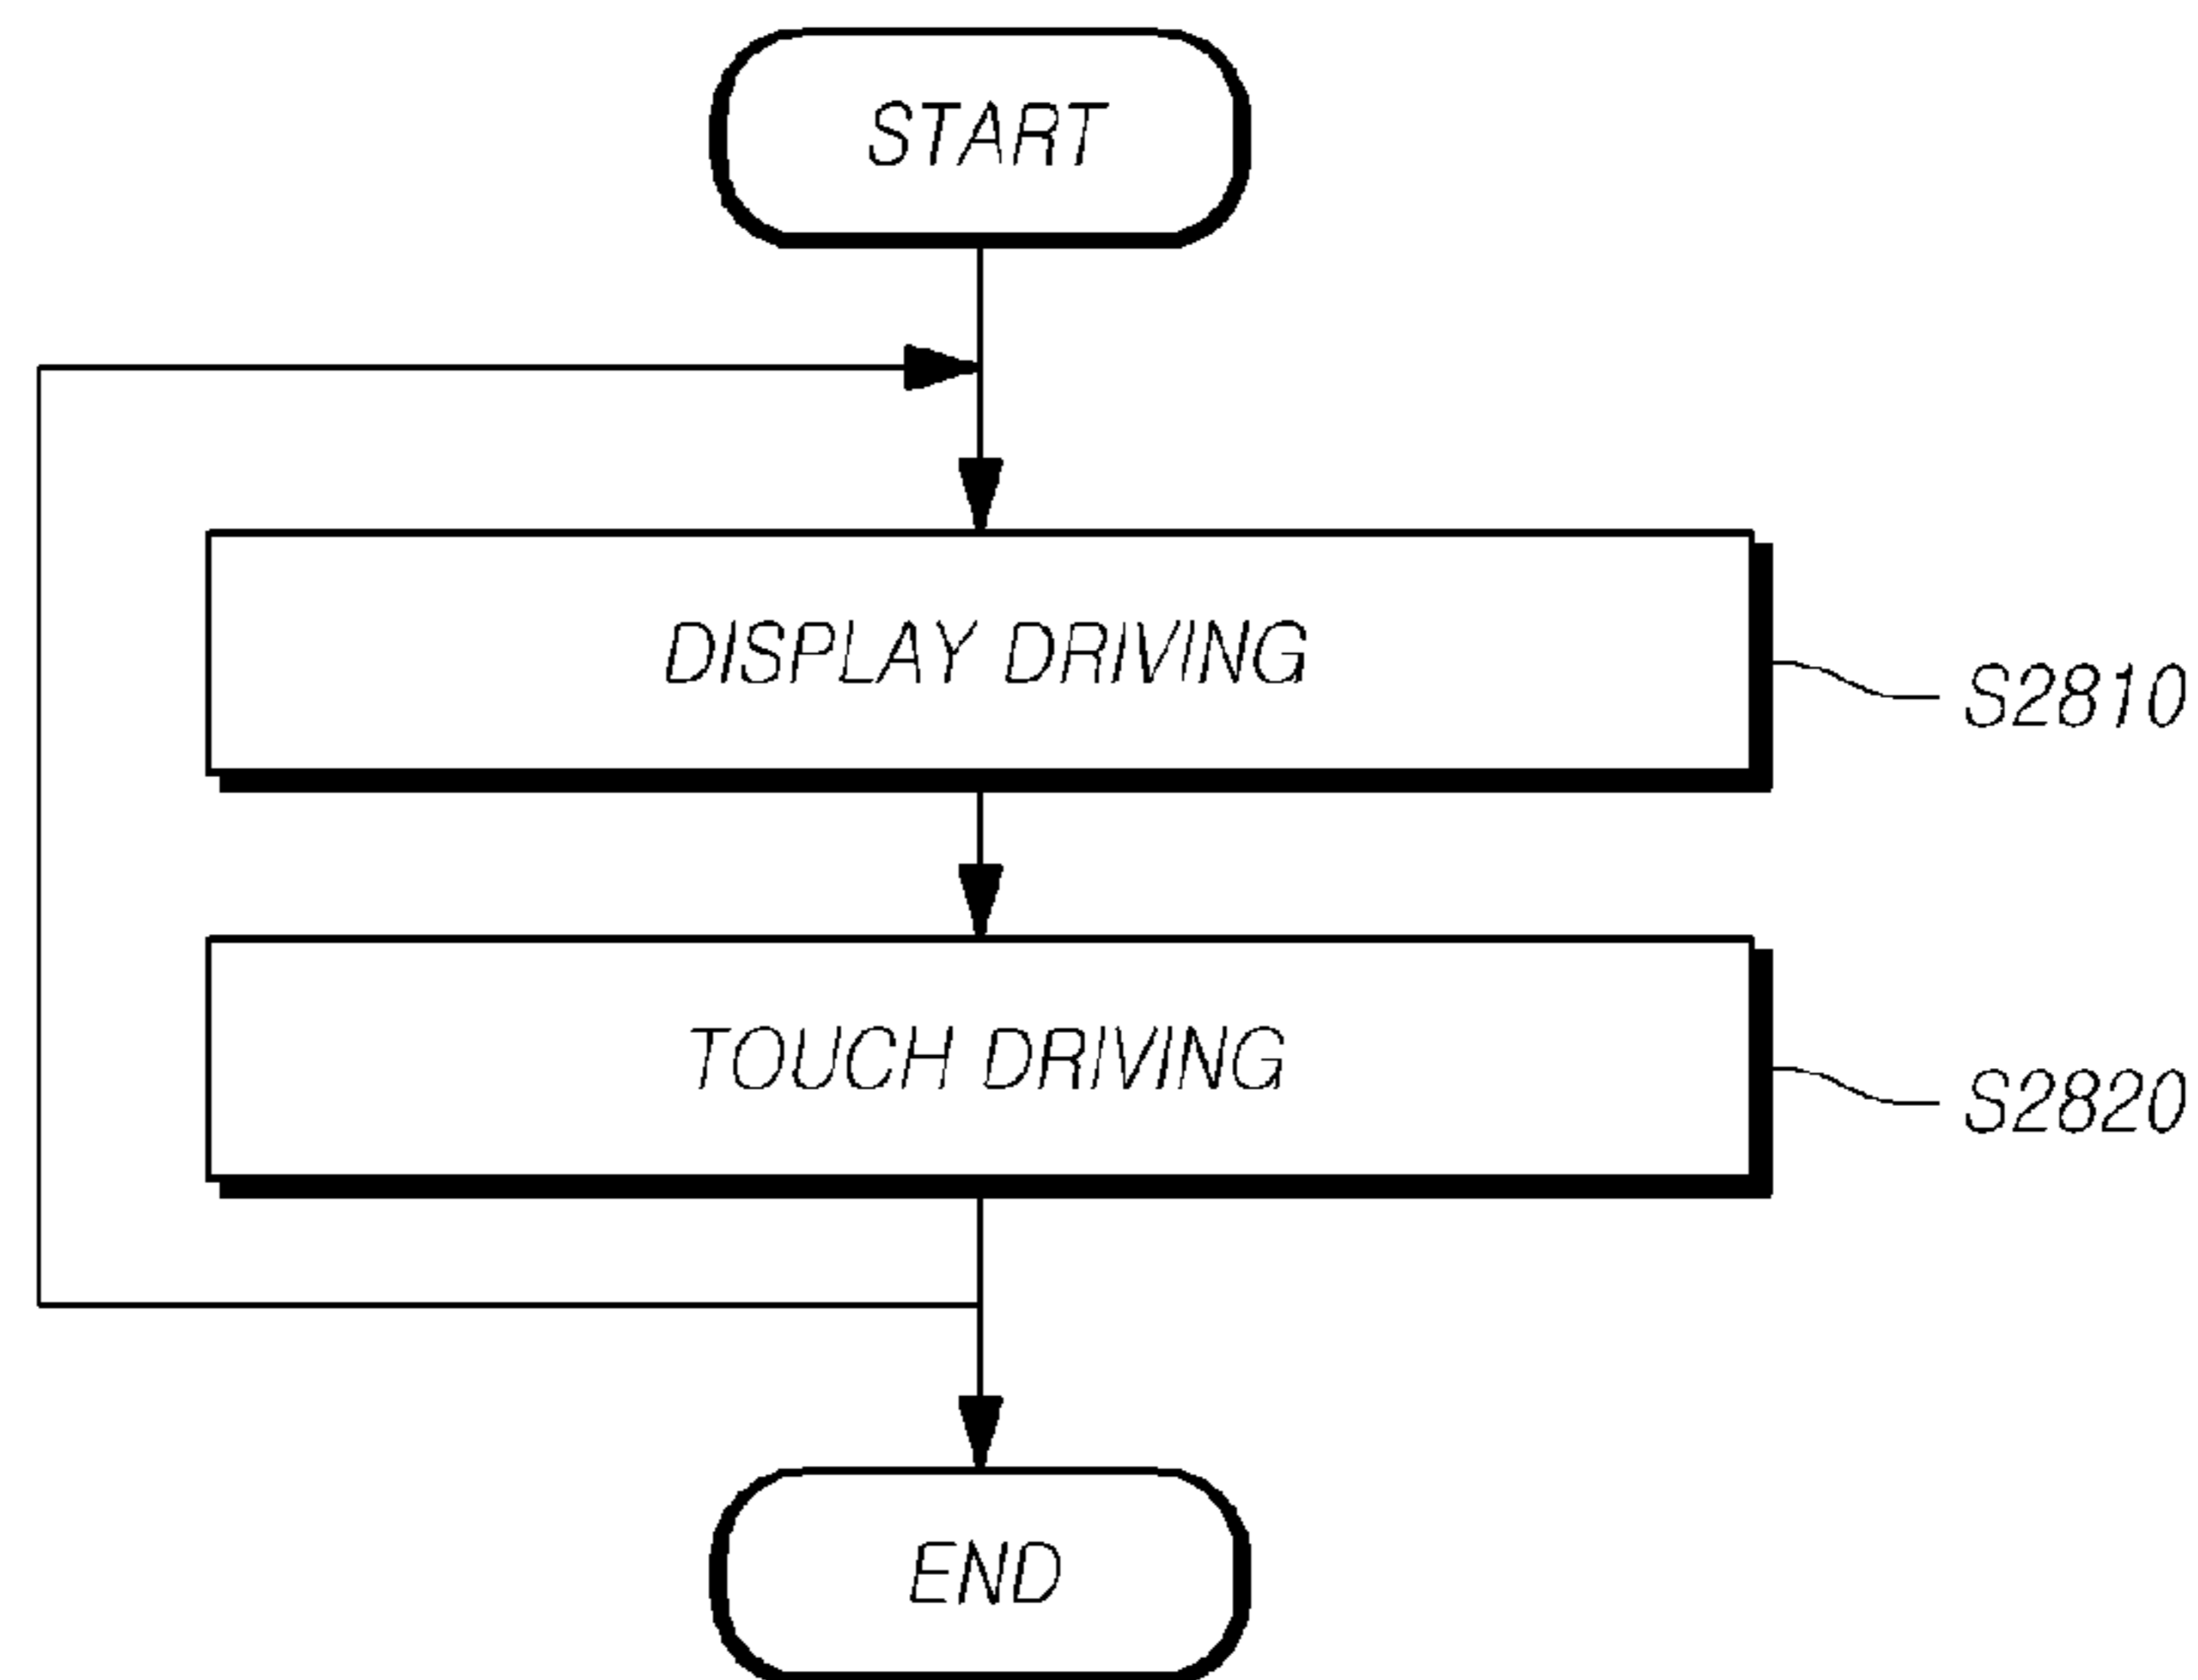 START
DISPLAY DRIVING
S2810
TOUCH DRIVING
S2820
END